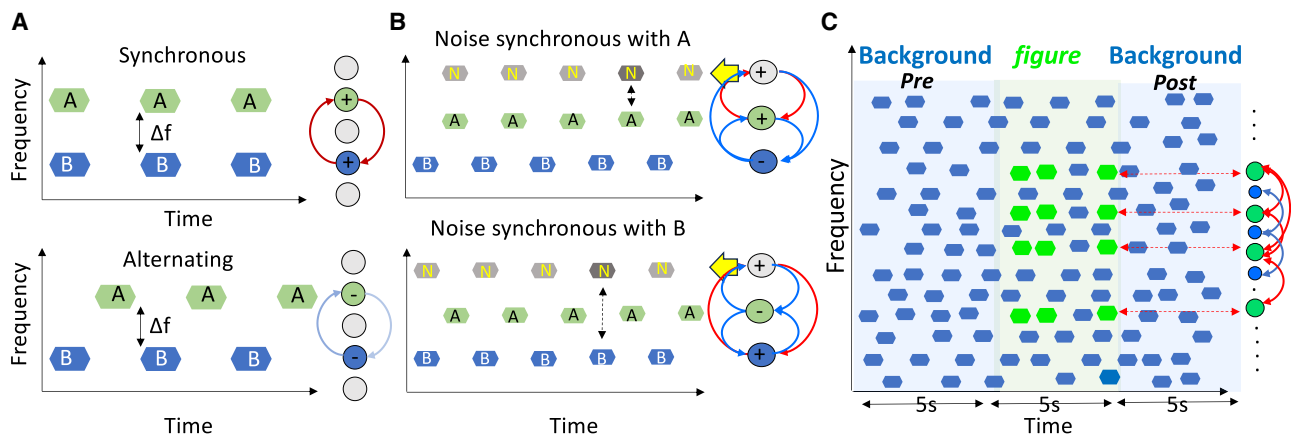 A
Synchronous
Frequency
A A A
Δf
B B B
+
+
Time
Alternating
Frequency
A A A
Δf
B B B
-
-
Time
B
Noise synchronous with A
N N N N N
A A A A A
B B B B B
+
+
-
Noise synchronous with B
N N N N N
A A A A A
B B B B B
+
-
+
Time
C
Background figure Background
Pre Post
Frequency
5s 5s 5s
Time